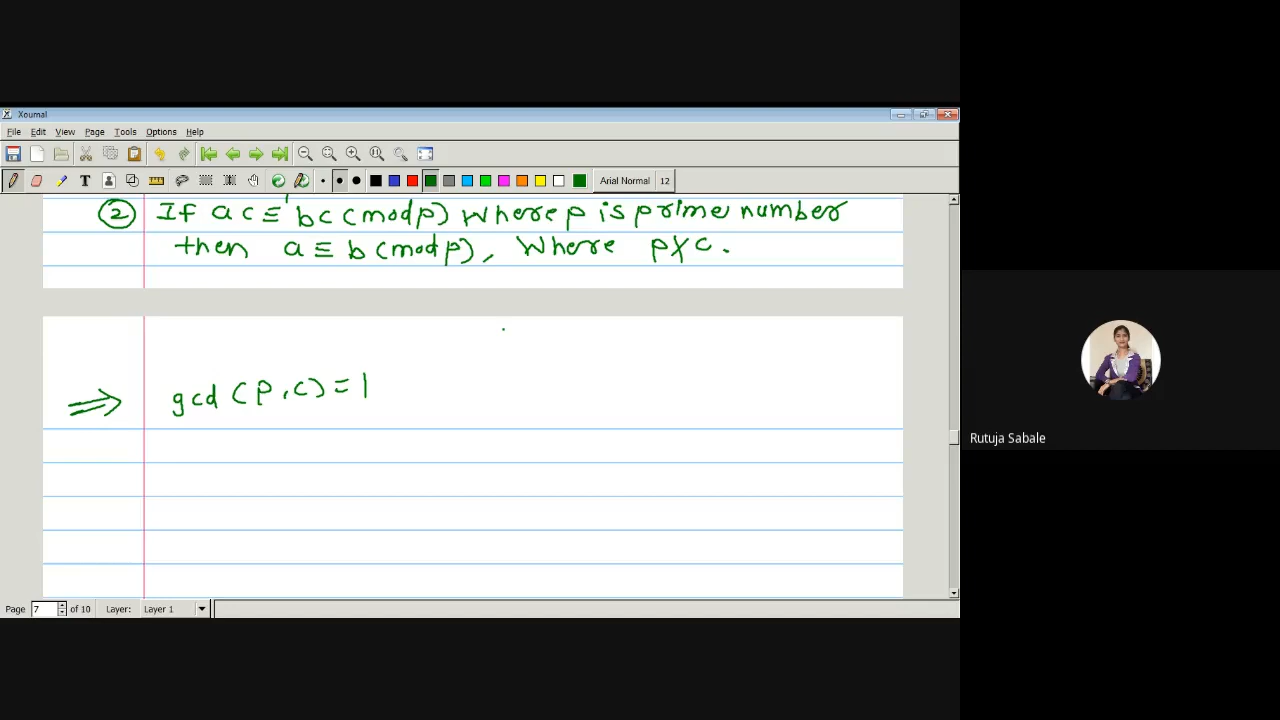 Xournal
File Edit View Page Tools Options Help
Arial Normal 12
② If ac ≡ bc (mod p) where p is prime number
then a ≡ b (mod p), Where p∤c.
⇒ gcd (p, c) = 1
Rutuja Sabale
Page 7 of 10 Layer: Layer 1